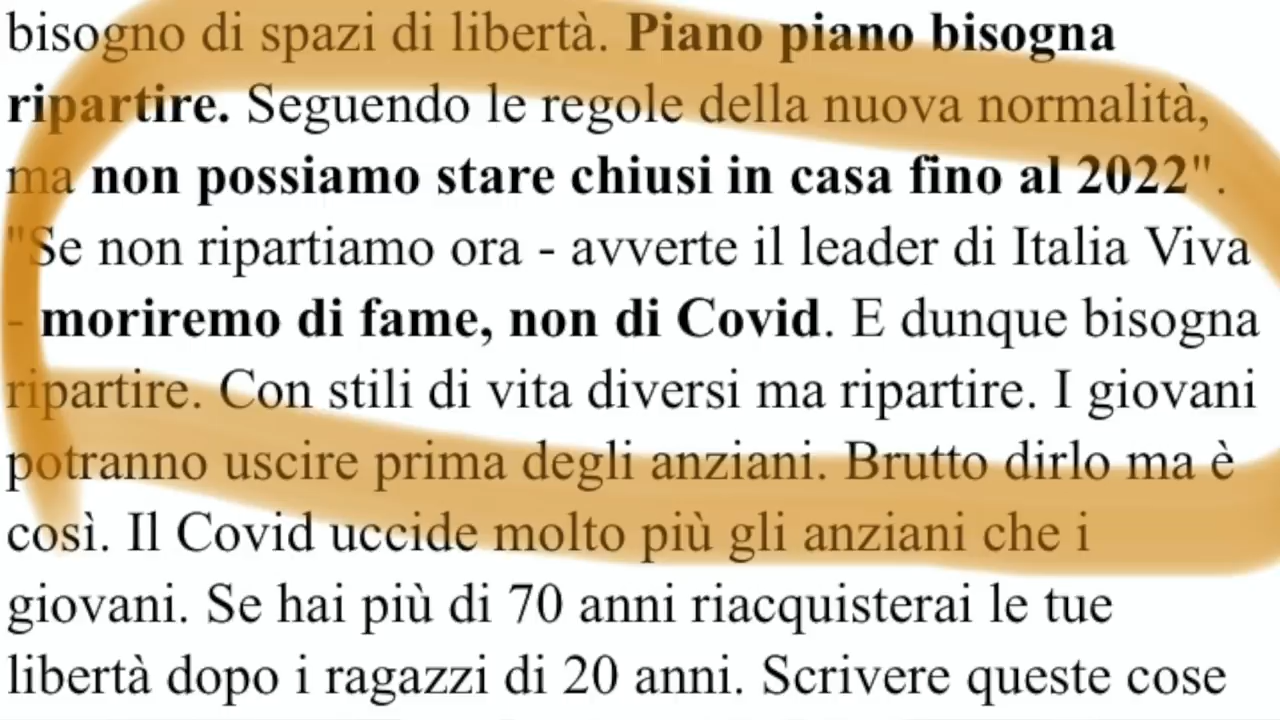 bisogno di spazi di libertà. Piano piano bisogna
ripartire. Seguendo le regole della nuova normalità,
ma non possiamo stare chiusi in casa fino al 2022".
"Se non ripartiamo ora - avverte il leader di Italia Viva
- moriremo di fame, non di Covid. E dunque bisogna
ripartire. Con stili di vita diversi ma ripartire. I giovani
potranno uscire prima degli anziani. Brutto dirlo ma è
così. Il Covid uccide molto più gli anziani che i
giovani. Se hai più di 70 anni riacquisterai le tue
libertà dopo i ragazzi di 20 anni. Scrivere queste cose